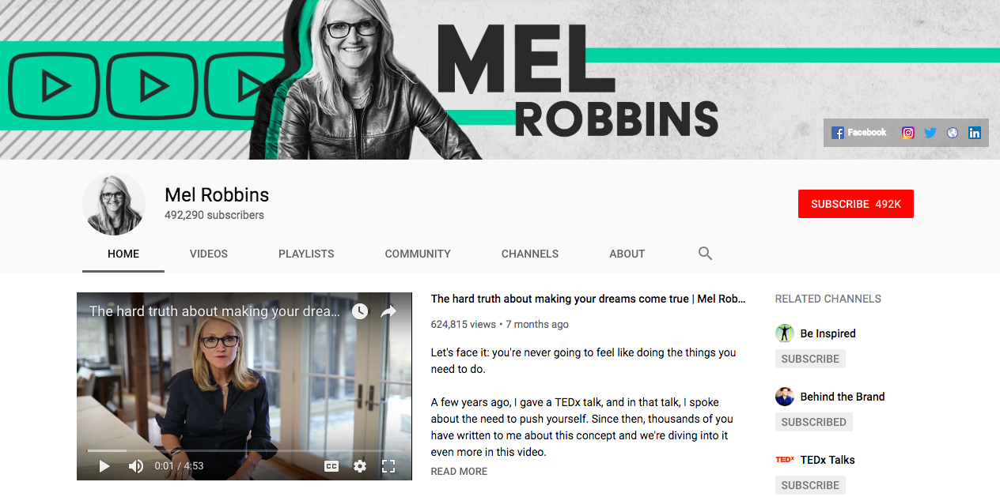 MEL
ROBBINS
Facebook
in
Mel Robbins
492,290 subscribers
SUBSCRIBE 492K
HOME VIDEOS PLAYLISTS COMMUNITY CHANNELS ABOUT
The hard truth about making your drea...
0:01 / 4:53
CC
The hard truth about making your dreams come true | Mel Rob...
624,815 views • 7 months ago
Let's face it: you're never going to feel like doing the things you
need to do.
A few years ago, I gave a TEDx talk, and in that talk, I spoke
about the need to push yourself. Since then, thousands of you
have written to me about this concept and we're diving into it
even more in this video.
READ MORE
RELATED CHANNELS
Be Inspired
SUBSCRIBE
Behind the Brand
SUBSCRIBED
TEDx TEDx Talks
SUBSCRIBE